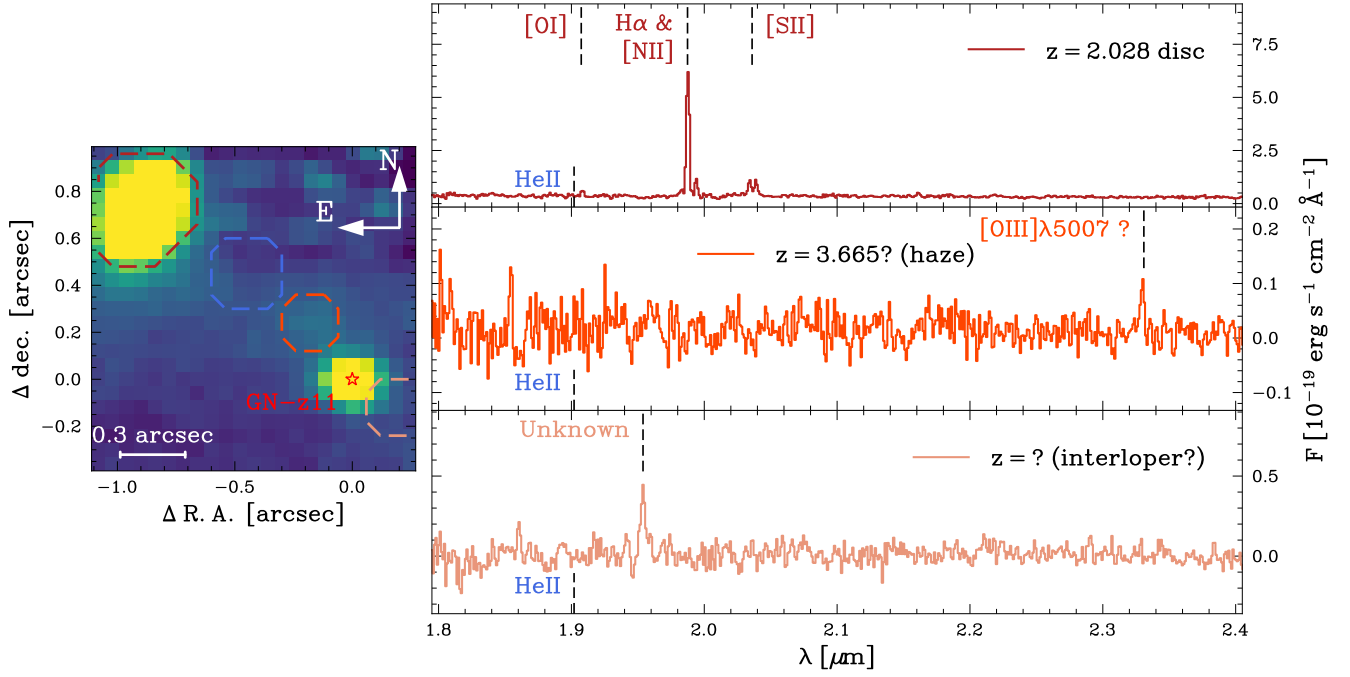 N
E
GN−z11
0.3 arcsec
0.8
0.6
0.4
0.2
0.0
−0.2
Δ dec. [arcsec]
−1.0 −0.5 0.0
Δ R. A. [arcsec]
[OI]
Hα &
[NII]
[SII]
z = 2.028 disc
HeII
7.5
5.0
2.5
0.0
[OIII]λ5007 ?
z = 3.665? (haze)
HeII
0.2
0.1
0.0
−0.1
Unknown
z = ? (interloper?)
HeII
0.5
0.0
F [10⁻¹⁹ erg s⁻¹ cm⁻² Å⁻¹]
1.8 1.9 2.0 2.1 2.2 2.3 2.4
λ [μm]